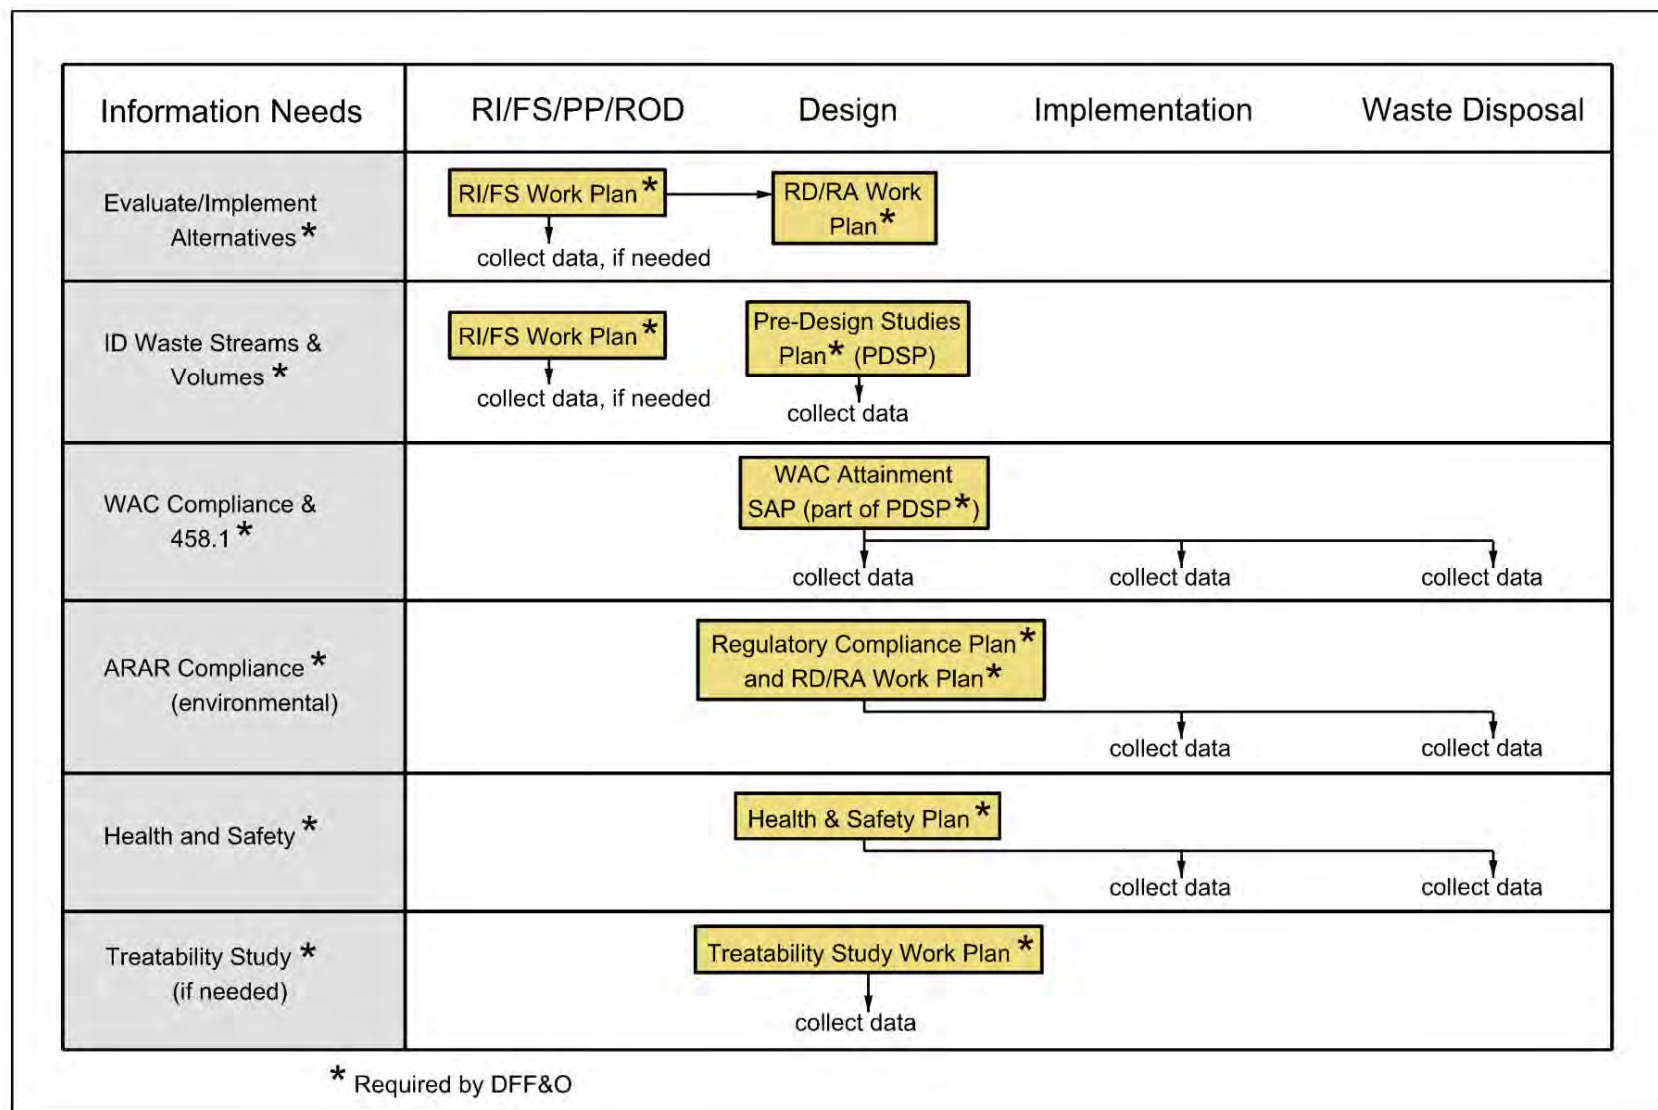 Information Needs
RI/FS/PP/ROD
Design
Implementation
Waste Disposal
Evaluate/Implement
Alternatives *
RI/FS Work Plan *
collect data, if needed
RD/RA Work
Plan *
ID Waste Streams &
Volumes *
RI/FS Work Plan *
collect data, if needed
Pre-Design Studies
Plan * (PDSP)
collect data
WAC Compliance &
458.1 *
WAC Attainment
SAP (part of PDSP *)
collect data
collect data
collect data
ARAR Compliance *
(environmental)
Regulatory Compliance Plan *
and RD/RA Work Plan *
collect data
collect data
Health and Safety *
Health & Safety Plan *
collect data
collect data
Treatability Study *
(if needed)
Treatability Study Work Plan *
collect data
* Required by DFF&O